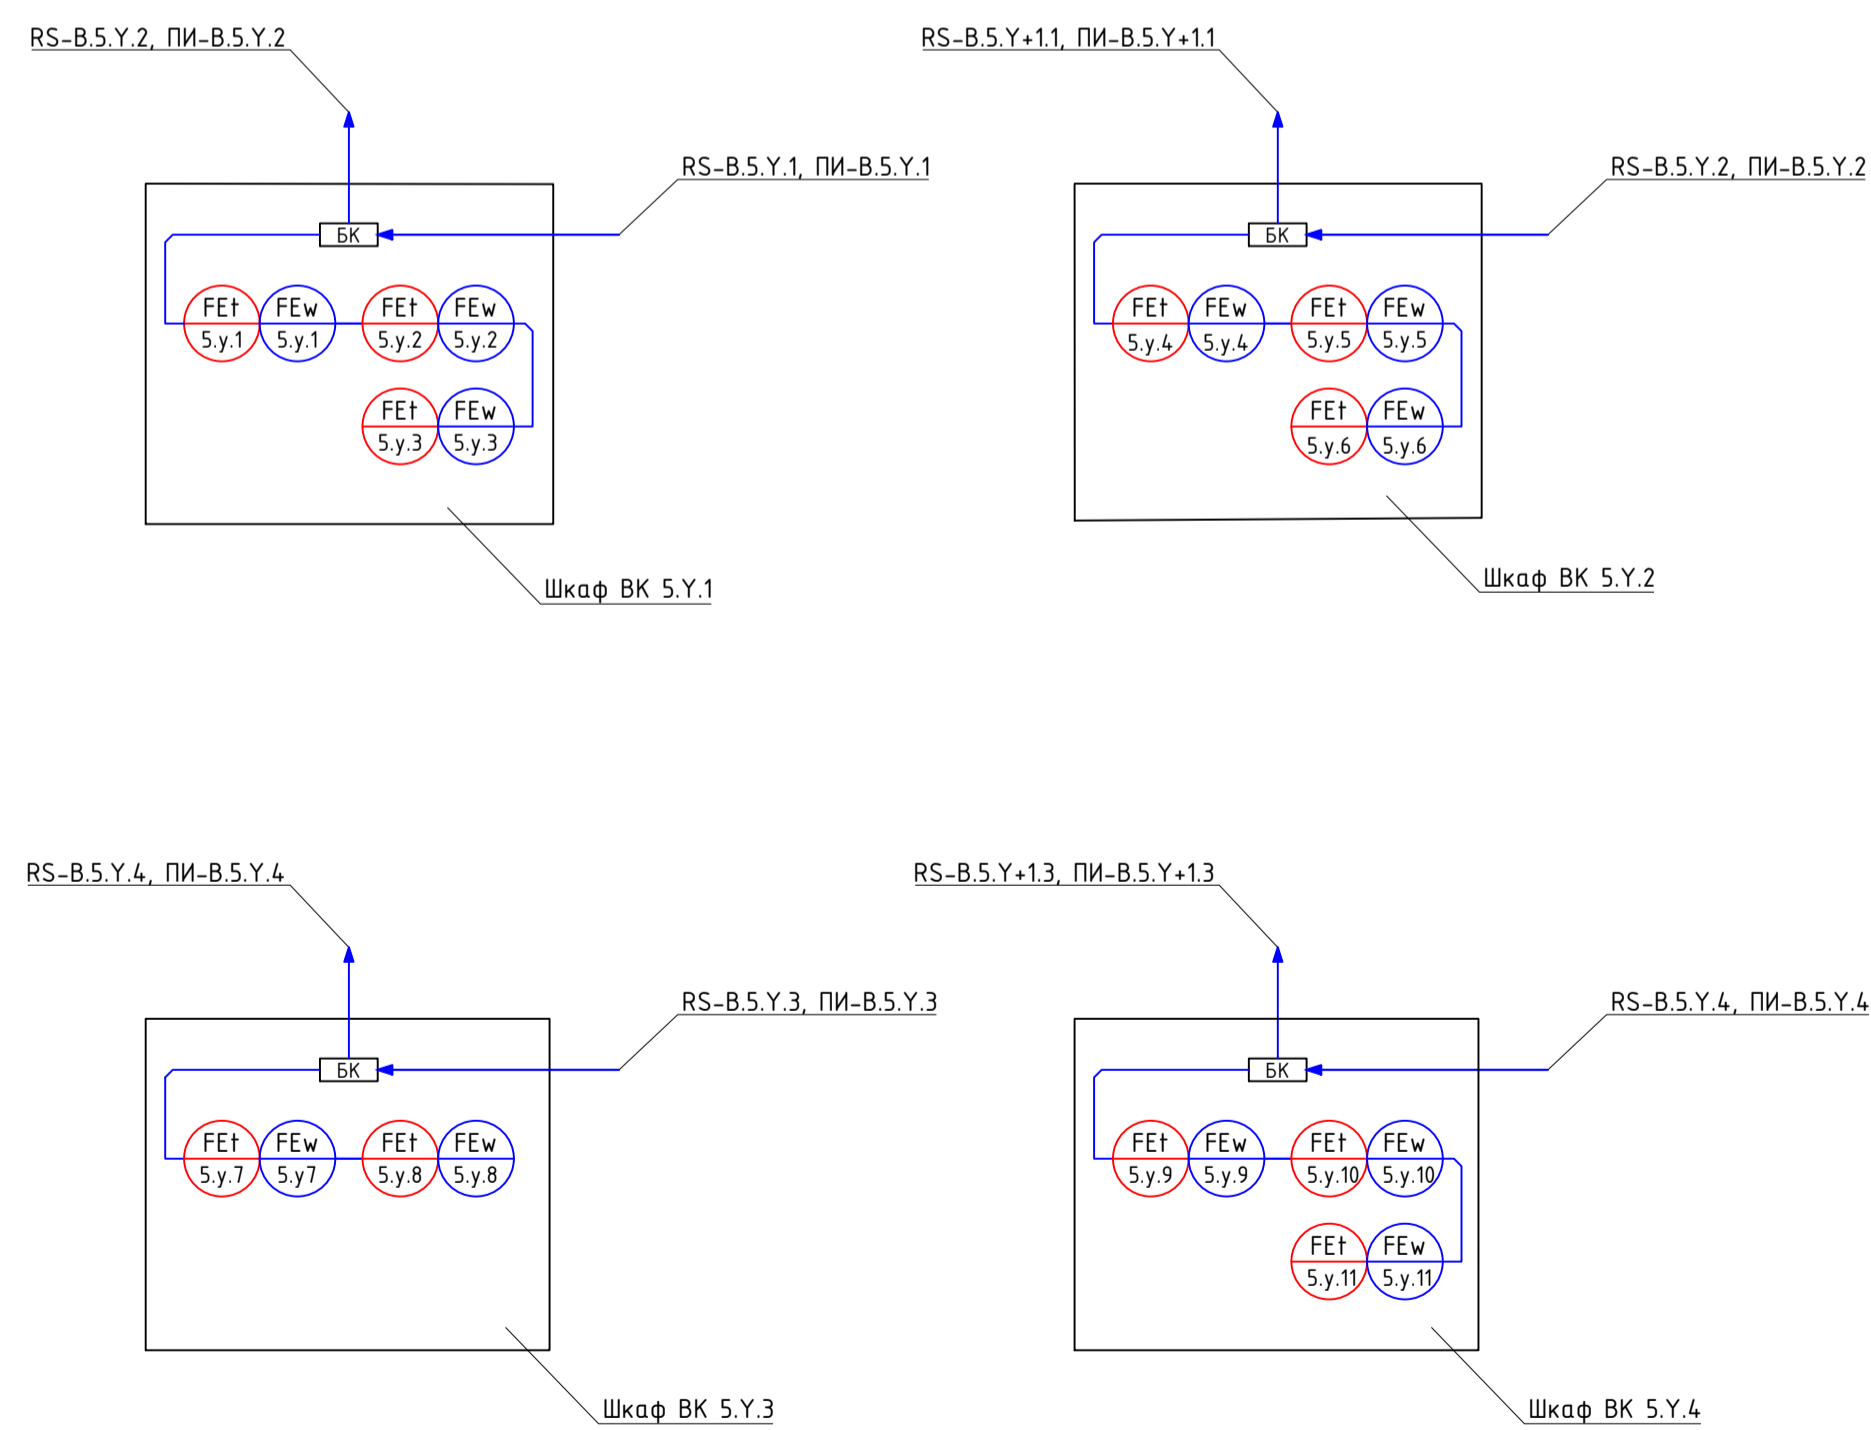 RS-В.5.Y.2, ПИ-В.5.Y.2
RS-В.5.Y.1, ПИ-В.5.Y.1
БК
FEt FEw FEt FEw
5.y.1 5.y.1 5.y.2 5.y.2
FEt FEw
5.y.3 5.y.3
Шкаф ВК 5.Y.1
RS-В.5.Y+1.1, ПИ-В.5.Y+1.1
RS-В.5.Y.2, ПИ-В.5.Y.2
БК
FEt FEw FEt FEw
5.y.4 5.y.4 5.y.5 5.y.5
FEt FEw
5.y.6 5.y.6
Шкаф ВК 5.Y.2
RS-В.5.Y.4, ПИ-В.5.Y.4
RS-В.5.Y.3, ПИ-В.5.Y.3
БК
FEt FEw FEt FEw
5.y.7 5.y7 5.y.8 5.y.8
Шкаф ВК 5.Y.3
RS-В.5.Y+1.3, ПИ-В.5.Y+1.3
RS-В.5.Y.4, ПИ-В.5.Y.4
БК
FEt FEw FEt FEw
5.y.9 5.y.9 5.y.10 5.y.10
FEt FEw
5.y.11 5.y.11
Шкаф ВК 5.Y.4